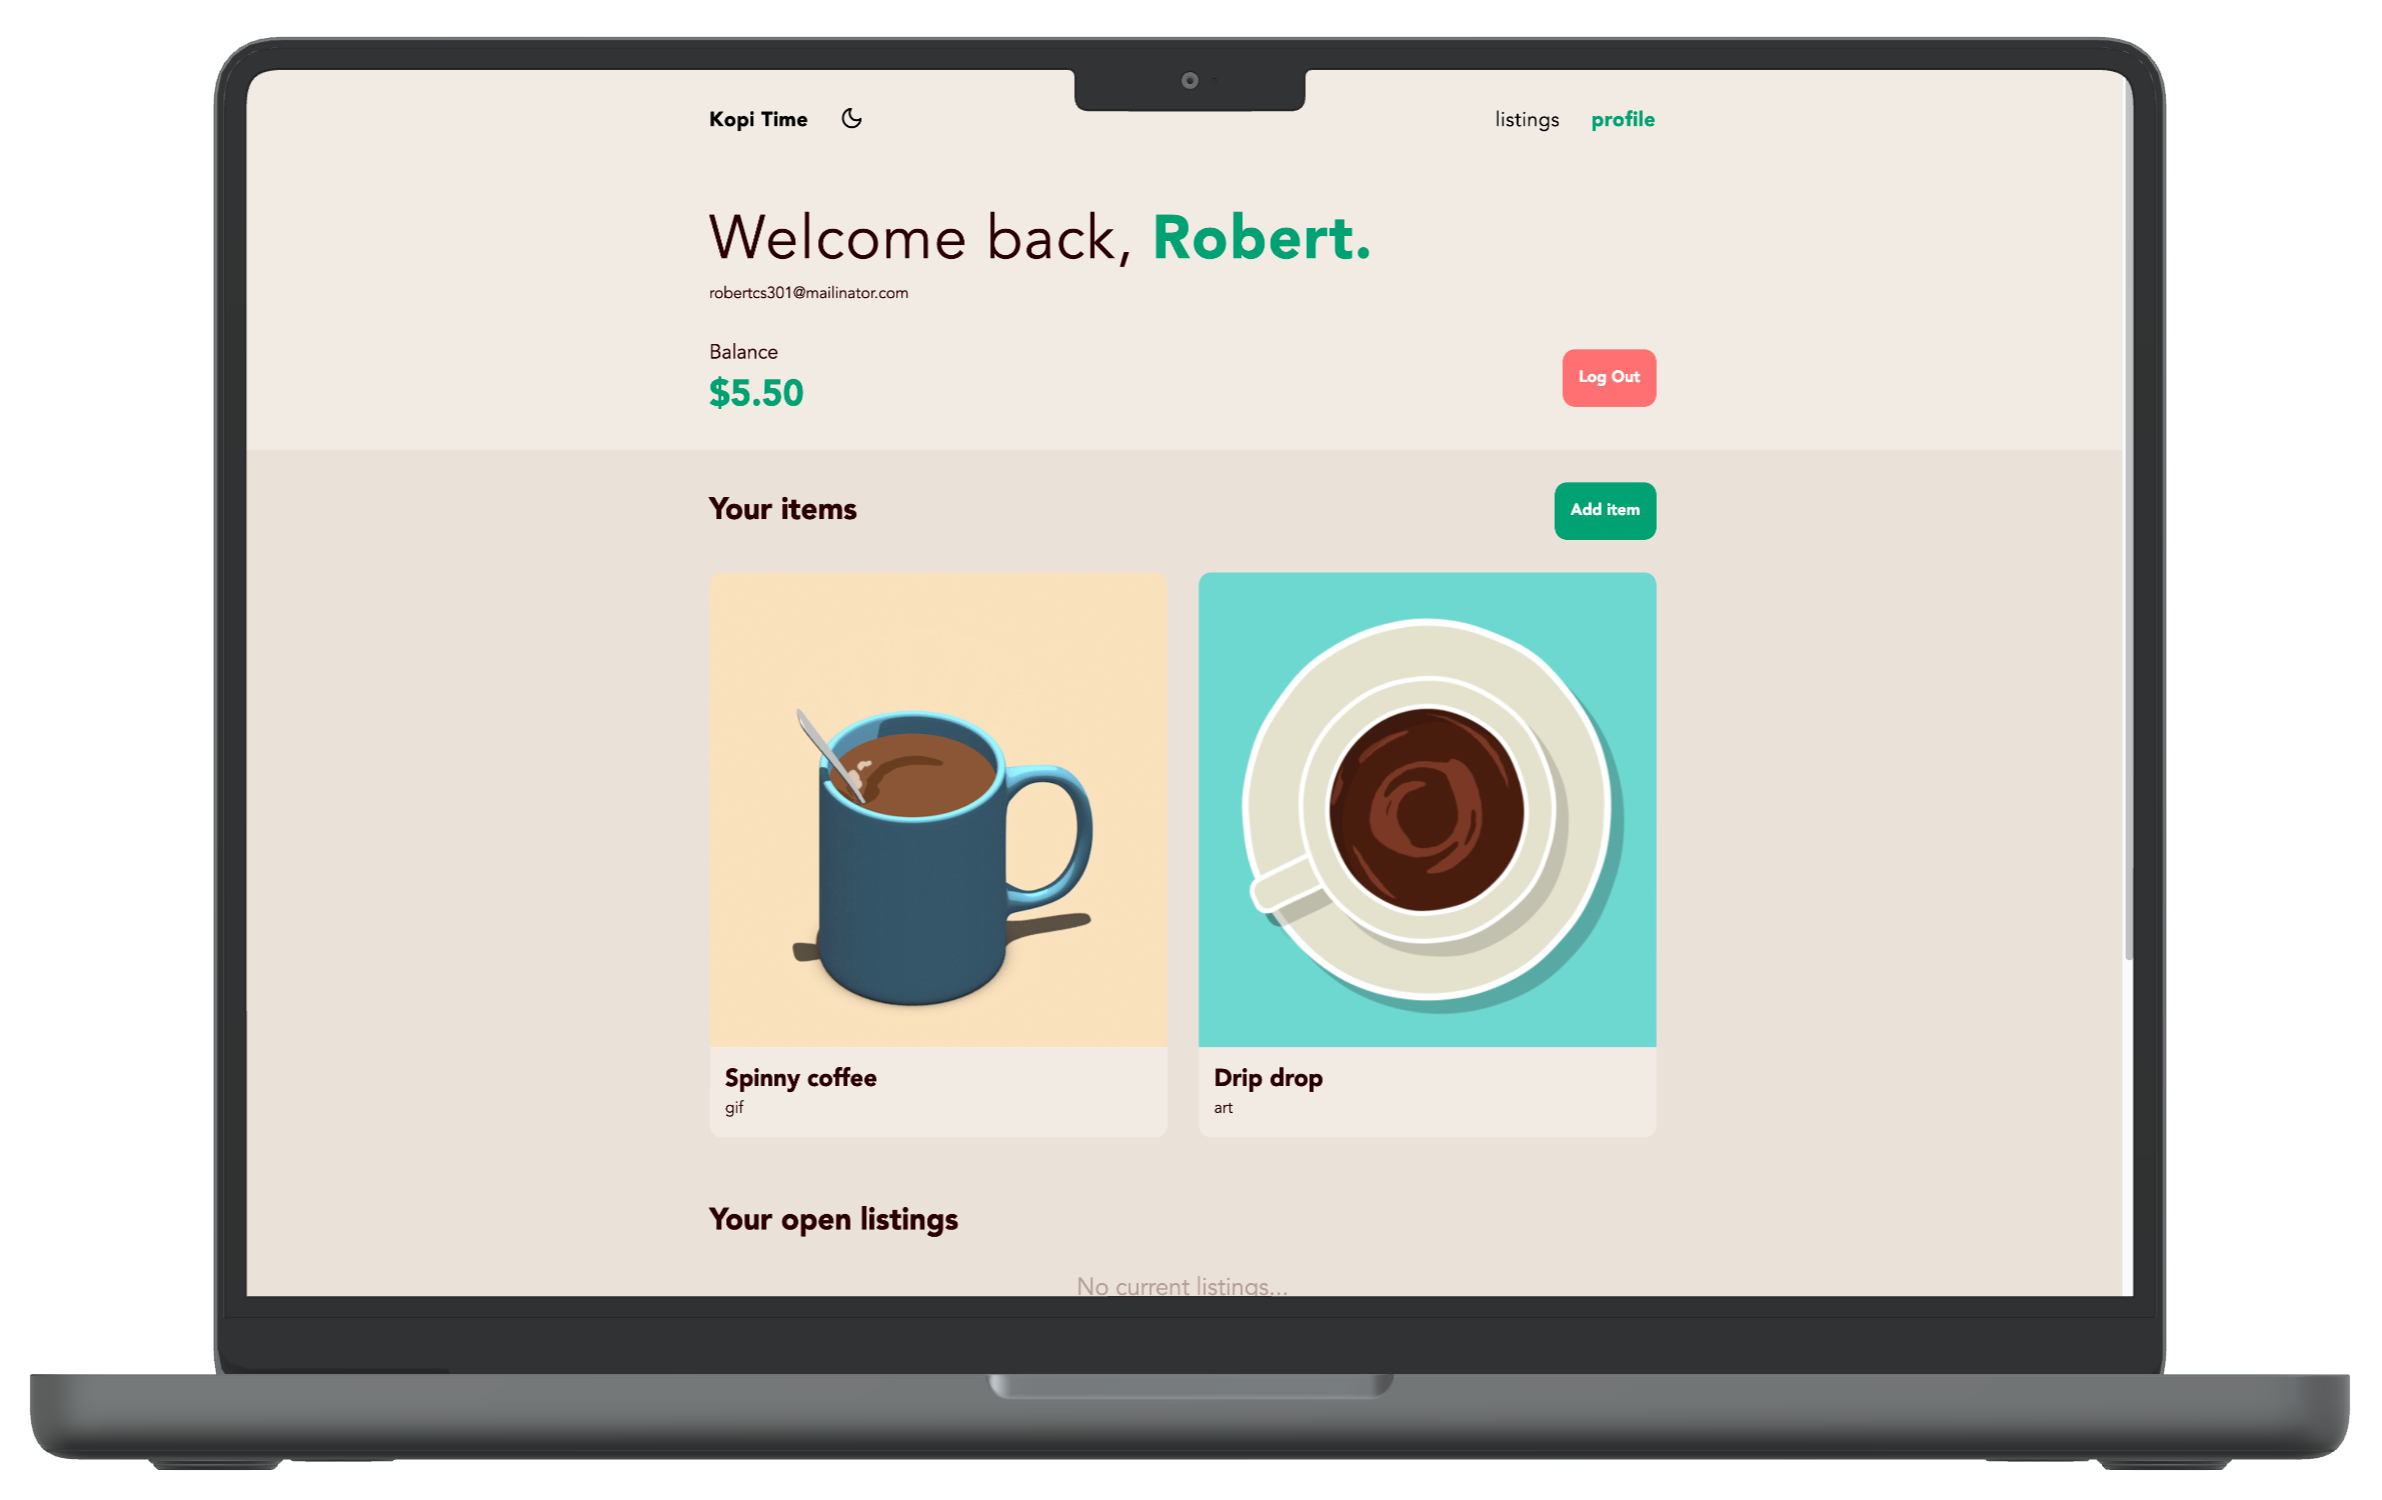 Kopi Time
listings profile
Welcome back, Robert.
robertcs301@mailinator.com
Balance
$5.50
Log Out
Your items
Add item
Spinny coffee
gif
Drip drop
art
Your open listings
No current listings...